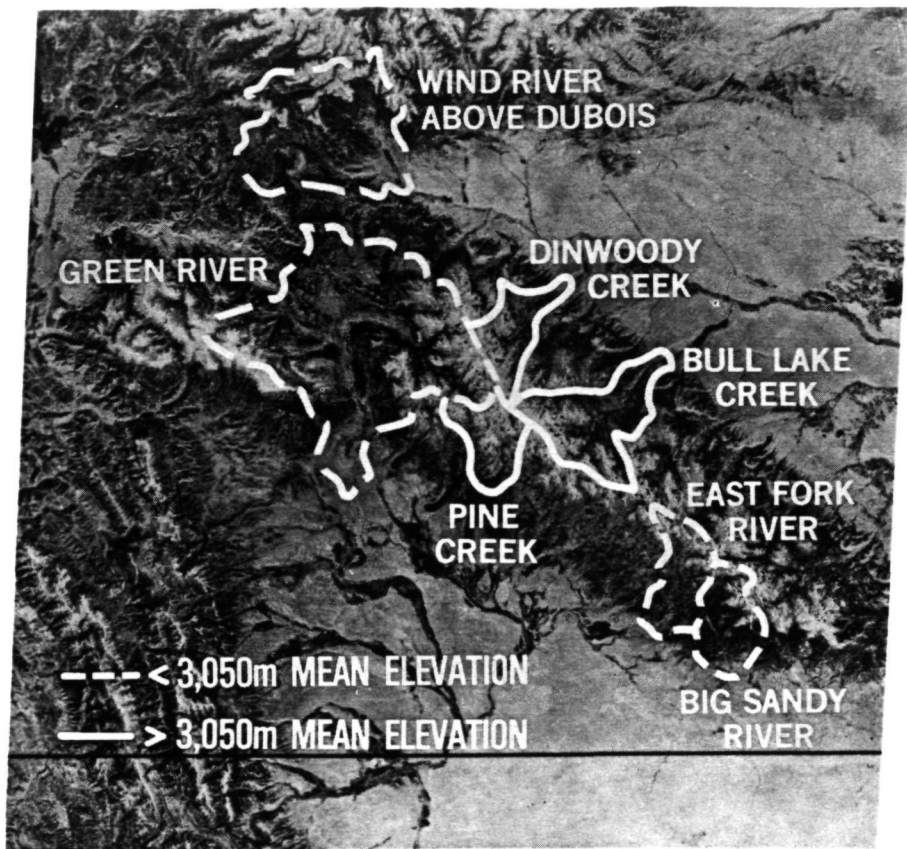 WIND RIVER
ABOVE DUBOIS
GREEN RIVER
DINWOODY
CREEK
BULL LAKE
CREEK
PINE
CREEK
EAST FORK
RIVER
BIG SANDY
RIVER
< 3,050m MEAN ELEVATION
> 3,050m MEAN ELEVATION